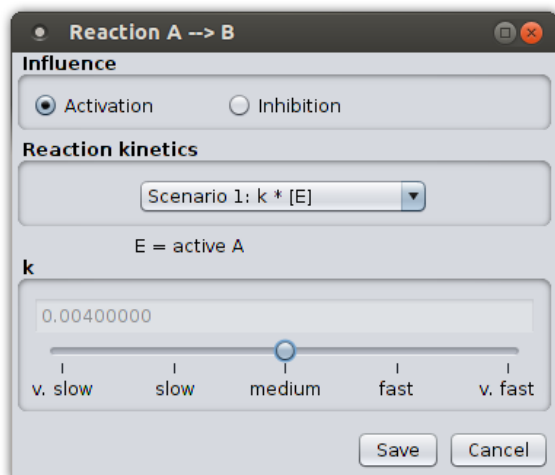 Reaction A --> B
Influence
Activation Inhibition
Reaction kinetics
Scenario 1: k * [E]
E = active A
k
0.00400000
v. slow slow medium fast v. fast
Save Cancel